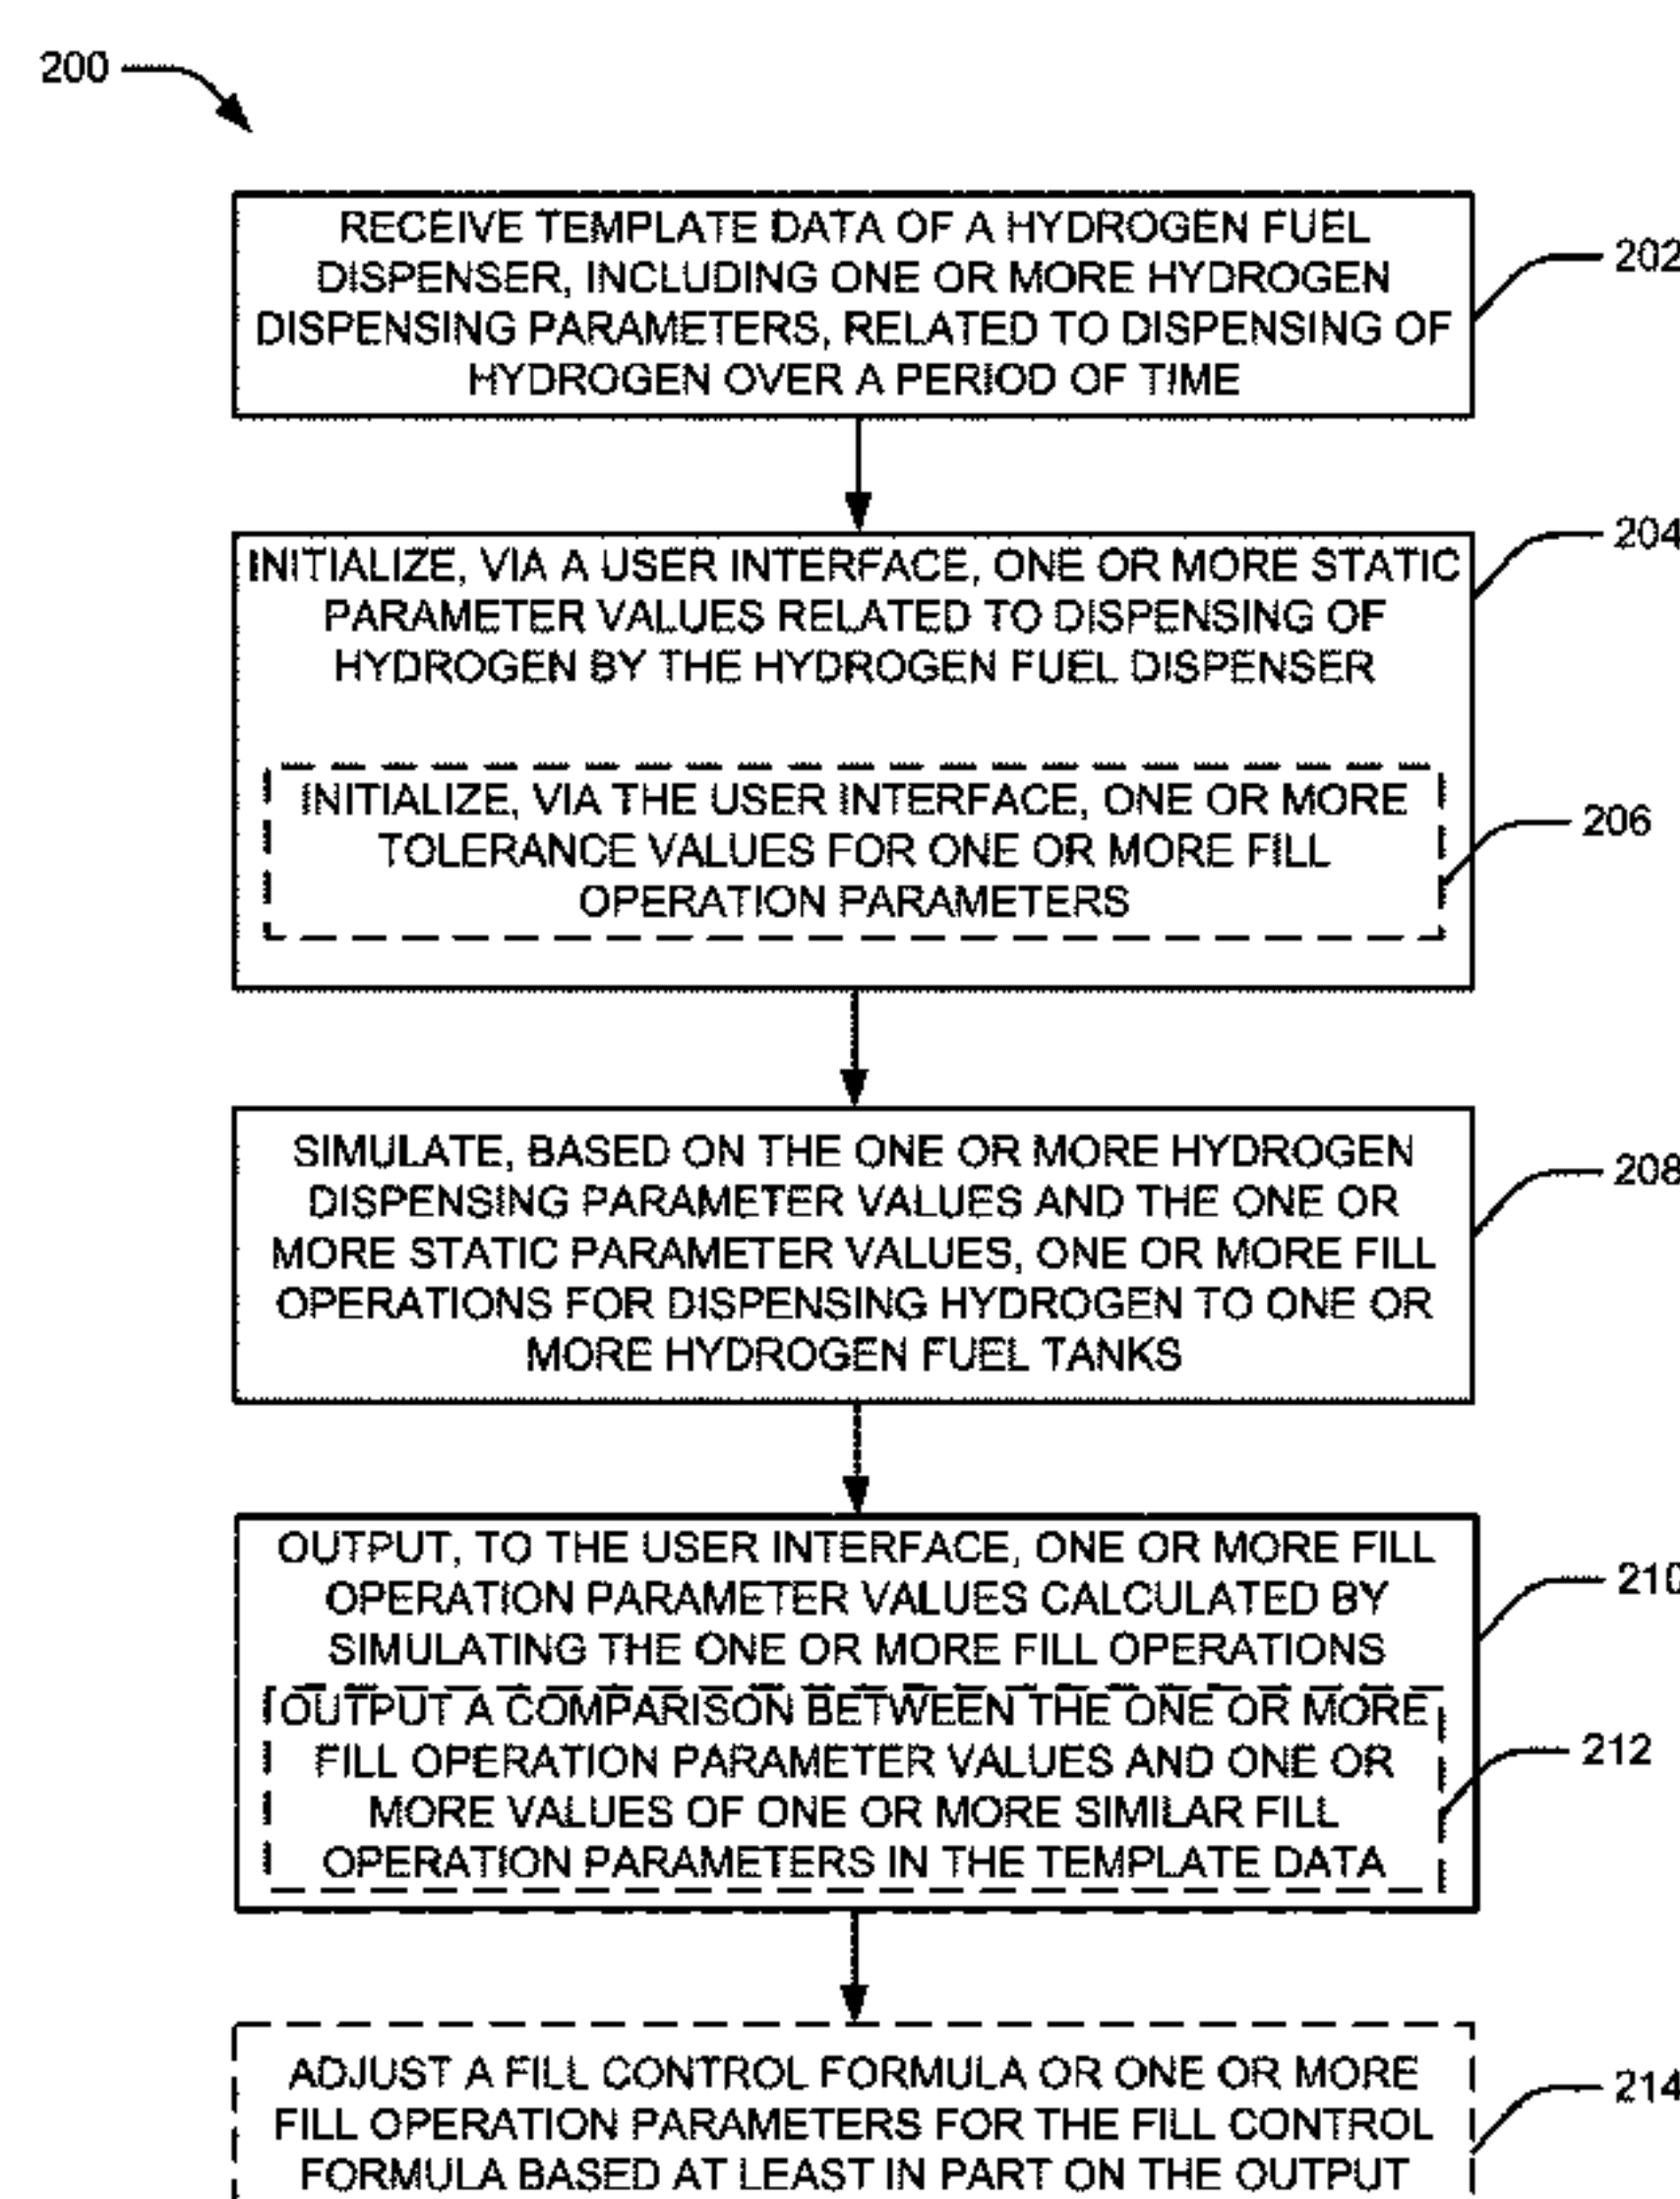 200
RECEIVE TEMPLATE DATA OF A HYDROGEN FUEL
DISPENSER, INCLUDING ONE OR MORE HYDROGEN
DISPENSING PARAMETERS, RELATED TO DISPENSING OF
HYDROGEN OVER A PERIOD OF TIME
202
INITIALIZE, VIA A USER INTERFACE, ONE OR MORE STATIC
PARAMETER VALUES RELATED TO DISPENSING OF
HYDROGEN BY THE HYDROGEN FUEL DISPENSER
204
INITIALIZE, VIA THE USER INTERFACE, ONE OR MORE
TOLERANCE VALUES FOR ONE OR MORE FILL
OPERATION PARAMETERS
206
SIMULATE, BASED ON THE ONE OR MORE HYDROGEN
DISPENSING PARAMETER VALUES AND THE ONE OR
MORE STATIC PARAMETER VALUES, ONE OR MORE FILL
OPERATIONS FOR DISPENSING HYDROGEN TO ONE OR
MORE HYDROGEN FUEL TANKS
208
OUTPUT, TO THE USER INTERFACE, ONE OR MORE FILL
OPERATION PARAMETER VALUES CALCULATED BY
SIMULATING THE ONE OR MORE FILL OPERATIONS
210
OUTPUT A COMPARISON BETWEEN THE ONE OR MORE
FILL OPERATION PARAMETER VALUES AND ONE OR
MORE VALUES OF ONE OR MORE SIMILAR FILL
OPERATION PARAMETERS IN THE TEMPLATE DATA
212
ADJUST A FILL CONTROL FORMULA OR ONE OR MORE
FILL OPERATION PARAMETERS FOR THE FILL CONTROL
FORMULA BASED AT LEAST IN PART ON THE OUTPUT
214